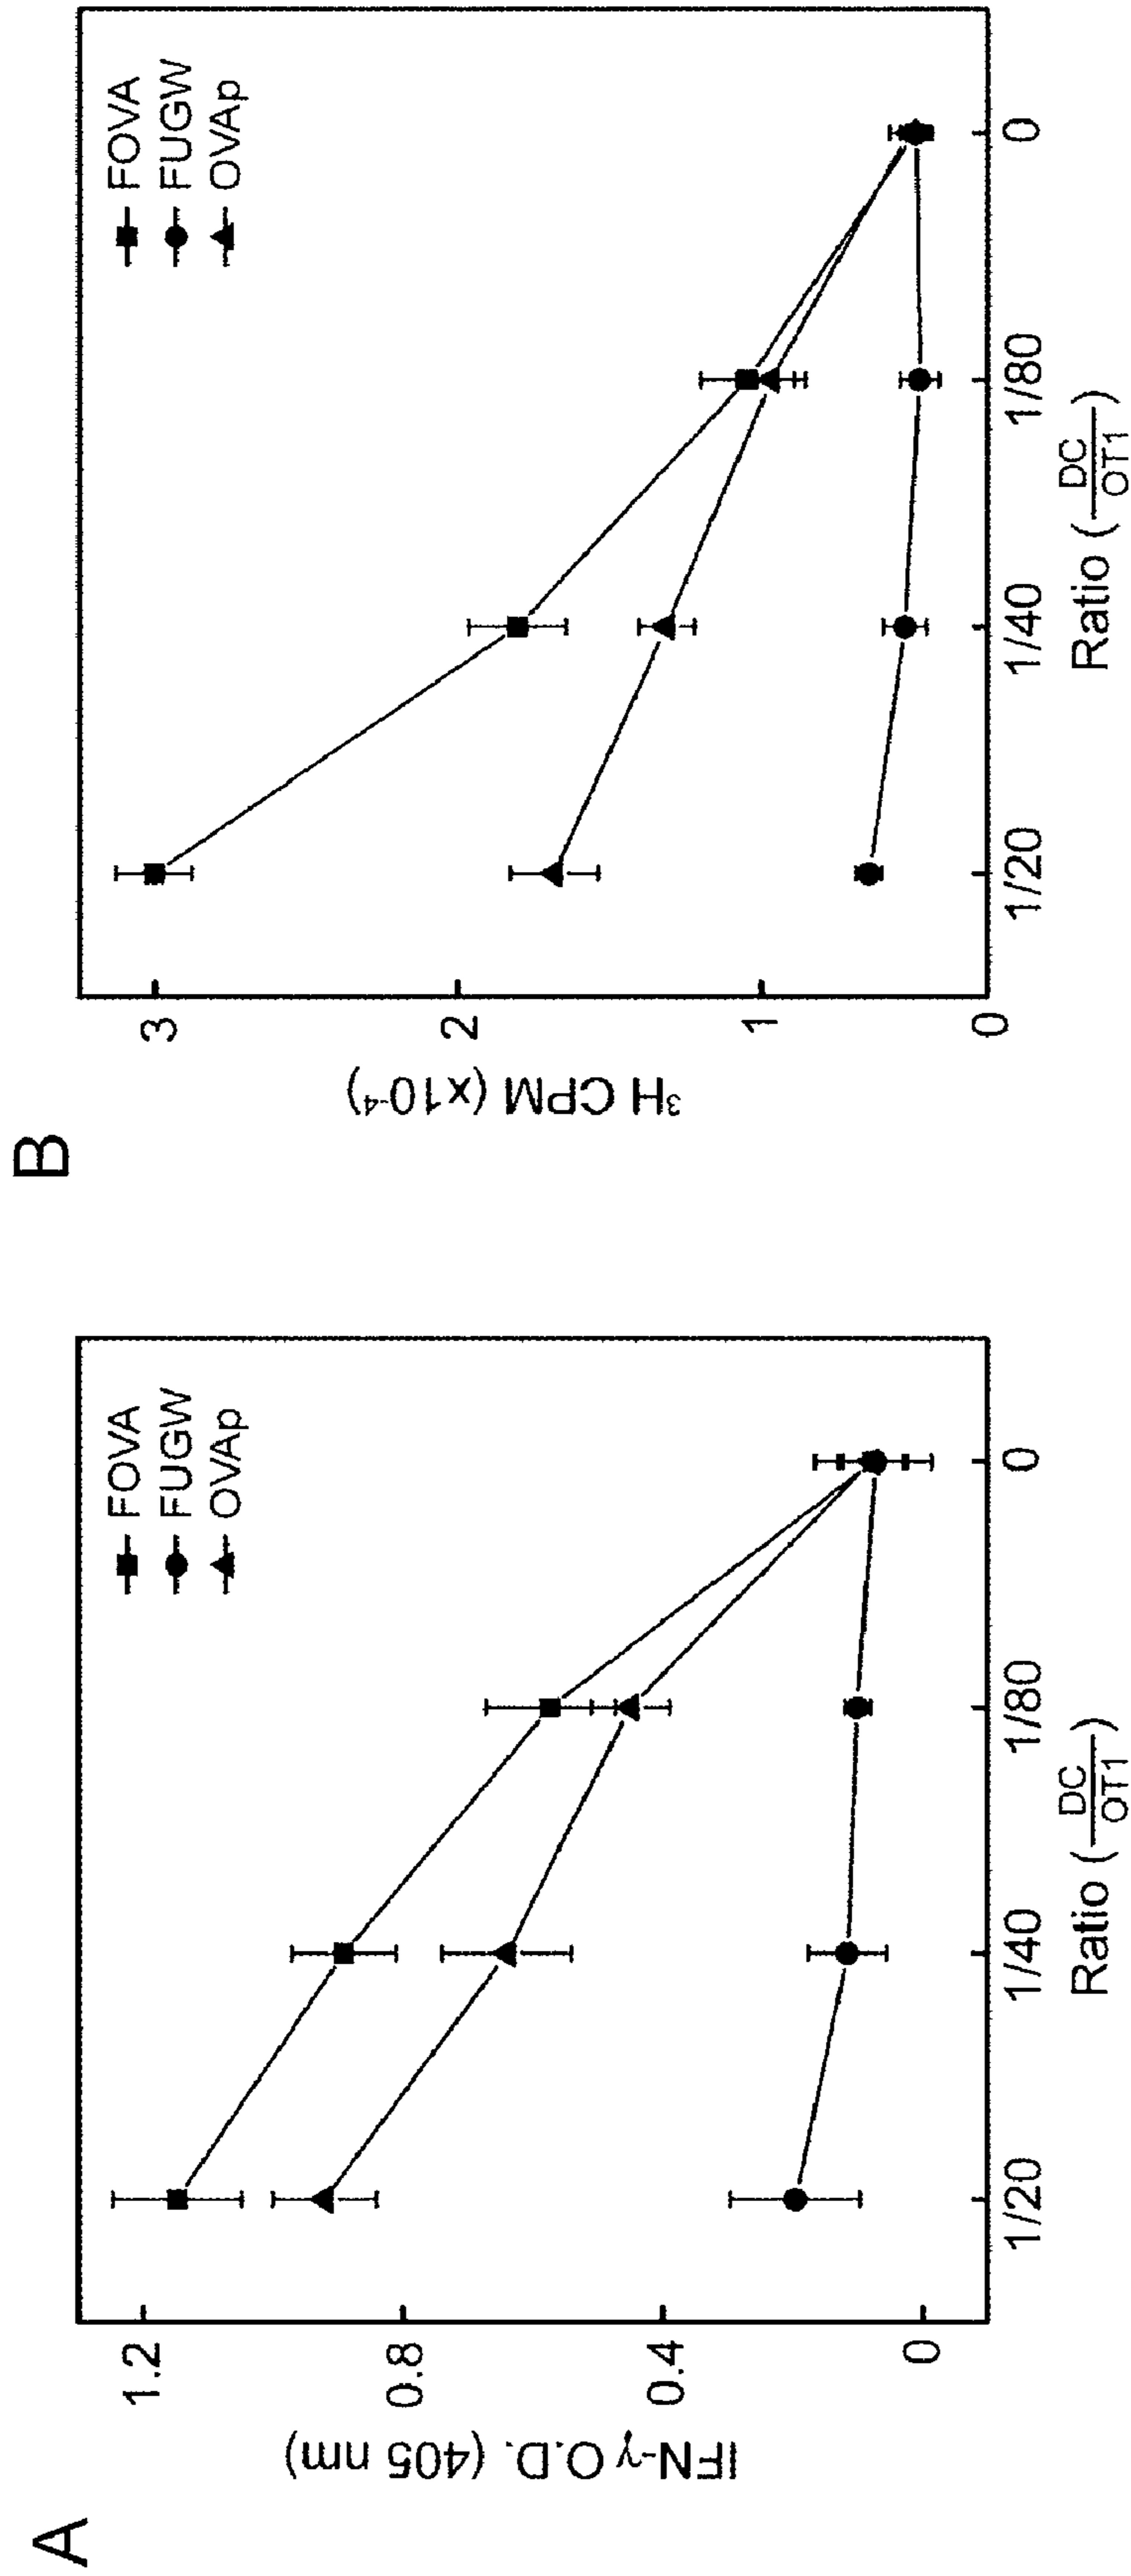 A
IFN-γ O.D. (405 nm)
1.2
0.8
0.4
0
FOVA
FUGW
OVAp
1/20
1/40
1/80
0
Ratio (DC/OT1)
B
³H CPM (x10⁻⁴)
3
2
1
0
FOVA
FUGW
OVAp
1/20
1/40
1/80
0
Ratio (DC/OT1)